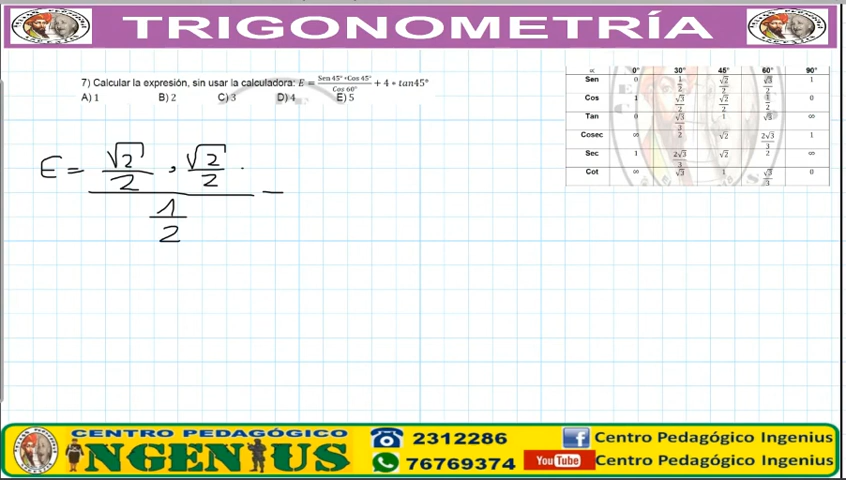 TRIGONOMETRÍA
7) Calcular la expresión, sin usar la calculadora: E = (Sen 45° * Cos 45°)/(Cos 60°) + 4 * tan45°
A) 1 B) 2 C) 3 D) 4 E) 5
∝ 0° 30° 45° 60° 90°
Sen 0 1/2 √2/2 √3/2 1
Cos 1 √3/2 √2/2 1/2 0
Tan 0 √3/3 1 √3 ∞
Cosec ∞ 2 √2 2√3/3 1
Sec 1 2√3/3 √2 2 ∞
Cot ∞ √3 1 √3/3 0
E = (√2/2 · √2/2)/(1/2) –
CENTRO PEDAGÓGICO
INGENIUS
2312286
76769374
Centro Pedagógico Ingenius
YouTube Centro Pedagógico Ingenius